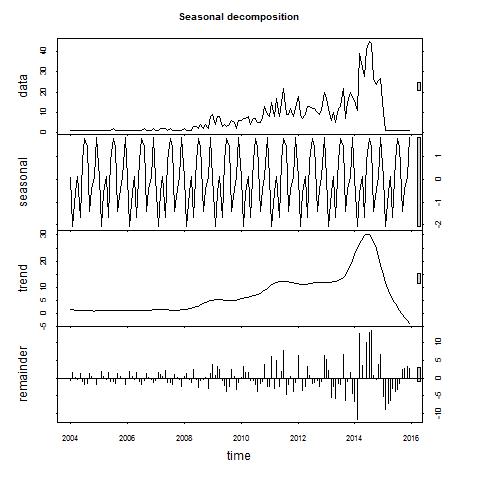 Seasonal decomposition
data
0 10 20 30 40
seasonal
-2 -1 0 1
trend
-5 0 5 10 20 30
remainder
-10 -5 0 5 10
2004 2006 2008 2010 2012 2014 2016
time